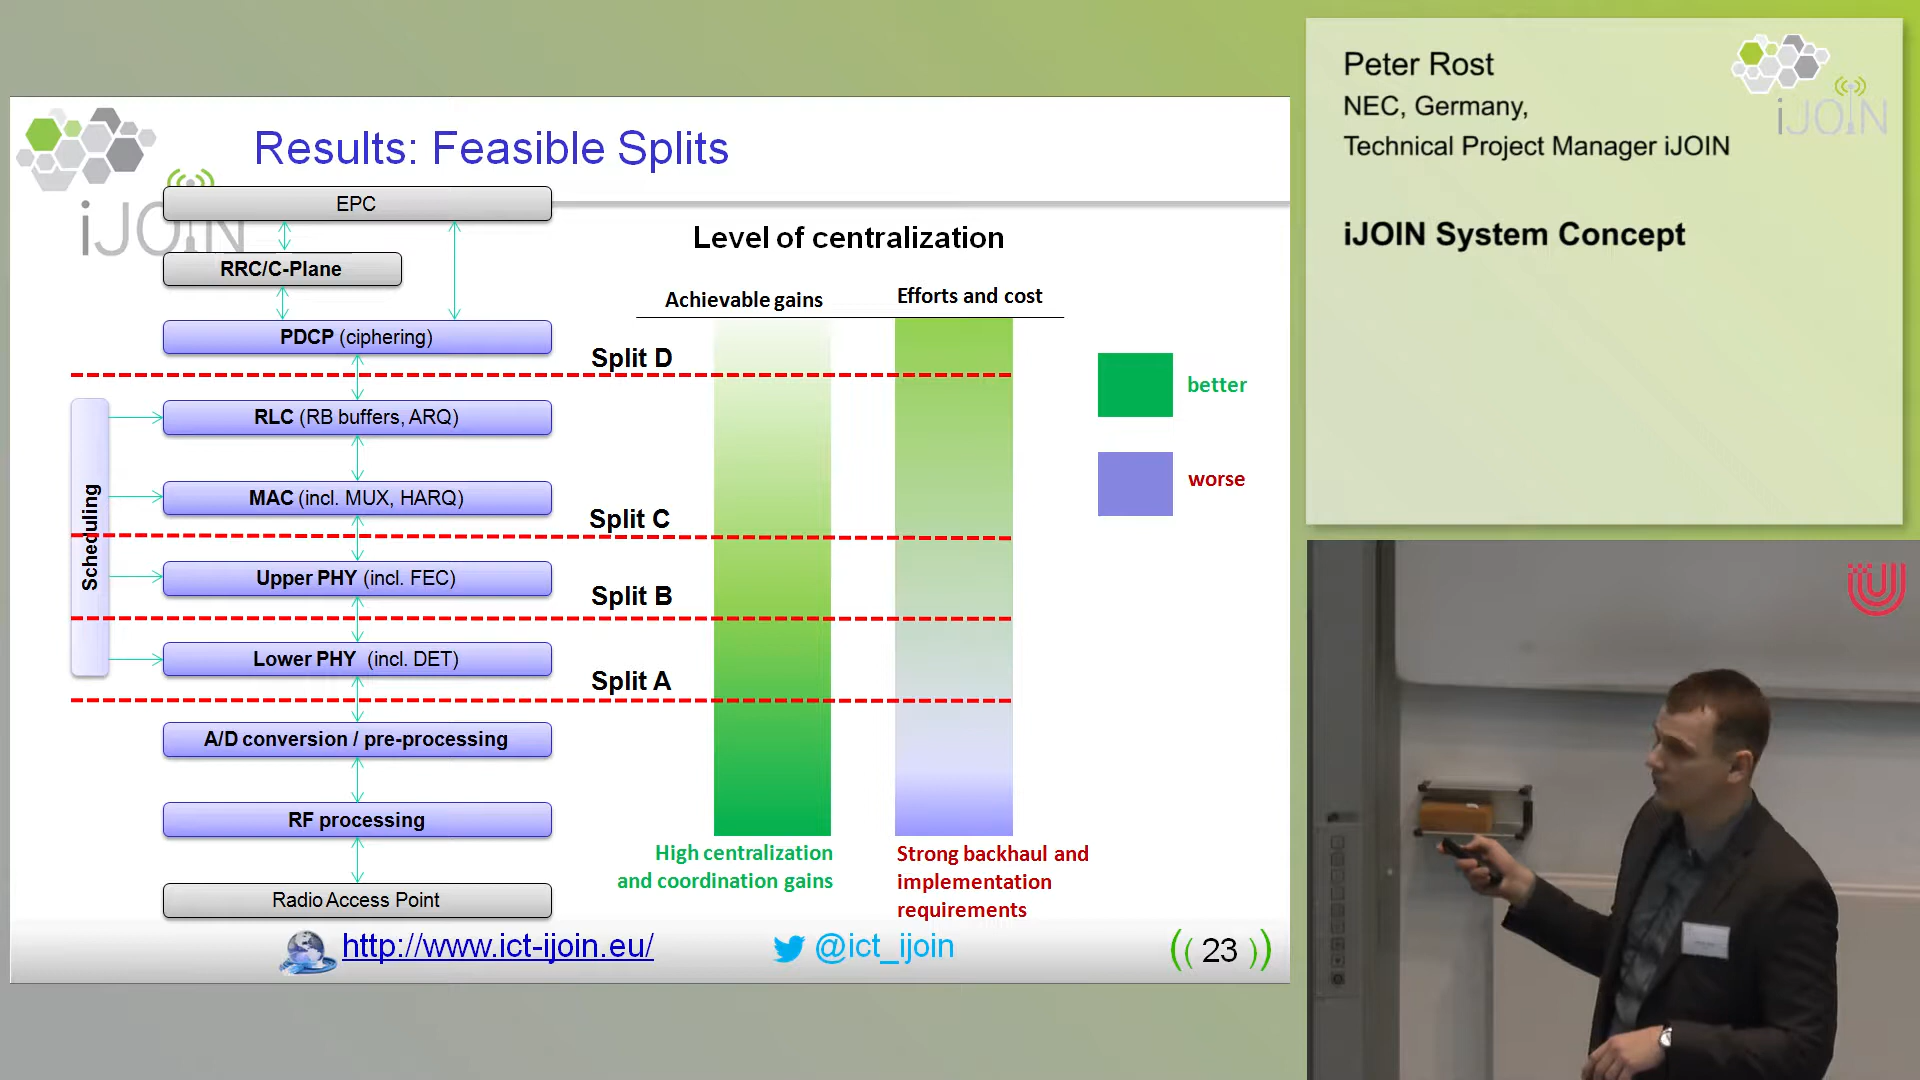 Results: Feasible Splits
iJOIN
EPC
RRC/C-Plane
PDCP (ciphering)
RLC (RB buffers, ARQ)
MAC (incl. MUX, HARQ)
Upper PHY (incl. FEC)
Lower PHY (incl. DET)
A/D conversion / pre-processing
RF processing
Radio Access Point
Scheduling
Level of centralization
Achievable gains
Efforts and cost
Split D
Split C
Split B
Split A
better
worse
High centralization
and coordination gains
Strong backhaul and
implementation
requirements
http://www.ict-ijoin.eu/
@ict_ijoin
(( 23 ))
Peter Rost
NEC, Germany,
Technical Project Manager iJOIN
iJOIN
iJOIN System Concept